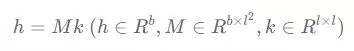 h = Mk (h ∈ R^b, M ∈ R^{b×l^2}, k ∈ R^{l×l})